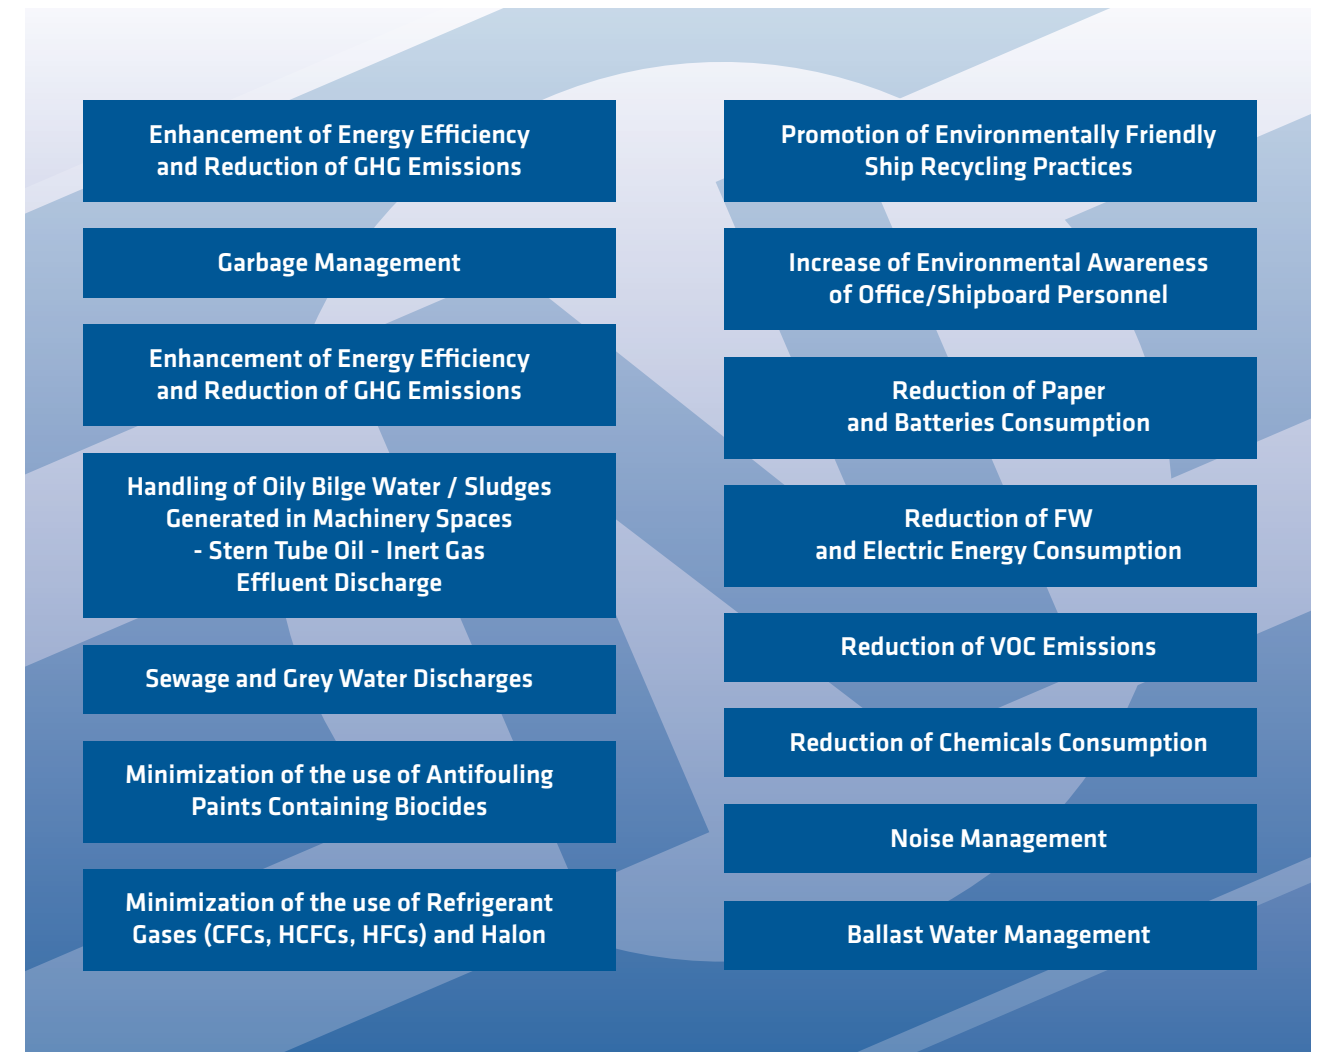 Enhancement of Energy Efficiency
and Reduction of GHG Emissions
Garbage Management
Enhancement of Energy Efficiency
and Reduction of GHG Emissions
Handling of Oily Bilge Water / Sludges
Generated in Machinery Spaces
- Stern Tube Oil - Inert Gas
Effluent Discharge
Sewage and Grey Water Discharges
Minimization of the use of Antifouling
Paints Containing Biocides
Minimization of the use of Refrigerant
Gases (CFCs, HCFCs, HFCs) and Halon
Promotion of Environmentally Friendly
Ship Recycling Practices
Increase of Environmental Awareness
of Office/Shipboard Personnel
Reduction of Paper
and Batteries Consumption
Reduction of FW
and Electric Energy Consumption
Reduction of VOC Emissions
Reduction of Chemicals Consumption
Noise Management
Ballast Water Management